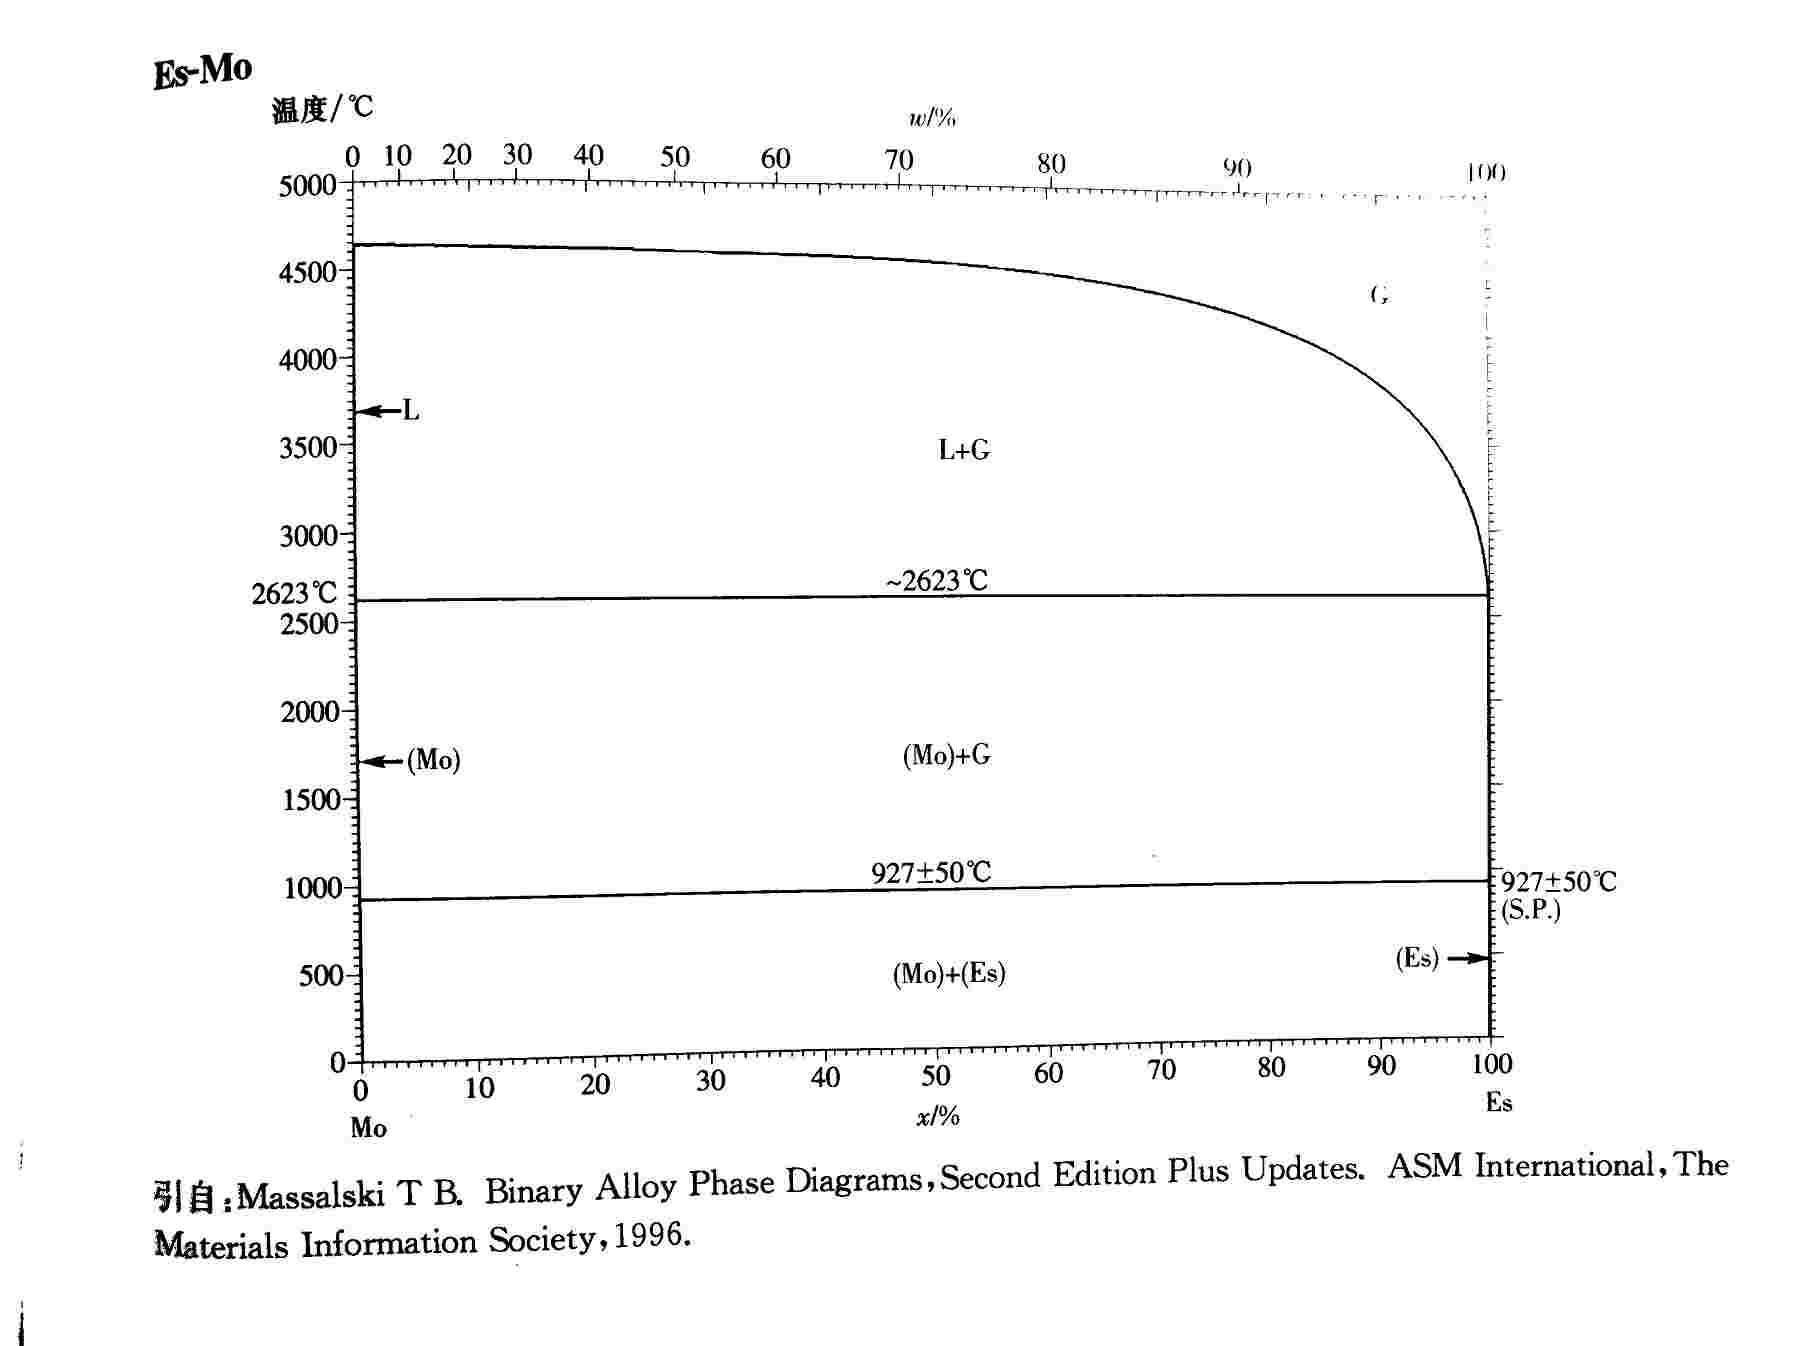 Es-Mo
温度/℃
w/%
0 10 20 30 40 50 60 70 80 90 100
5000
4500
G
4000
L
3500
L+G
3000
~2623℃
2623℃
2500
2000
(Mo)
(Mo)+G
1500
927±50℃
1000
927±50℃
(S.P.)
(Es)
500
(Mo)+(Es)
0
0 10 20 30 40 50 60 70 80 90 100
x/%
Mo
Es
引自:Massalski T B. Binary Alloy Phase Diagrams, Second Edition Plus Updates. ASM International, The
Materials Information Society, 1996.